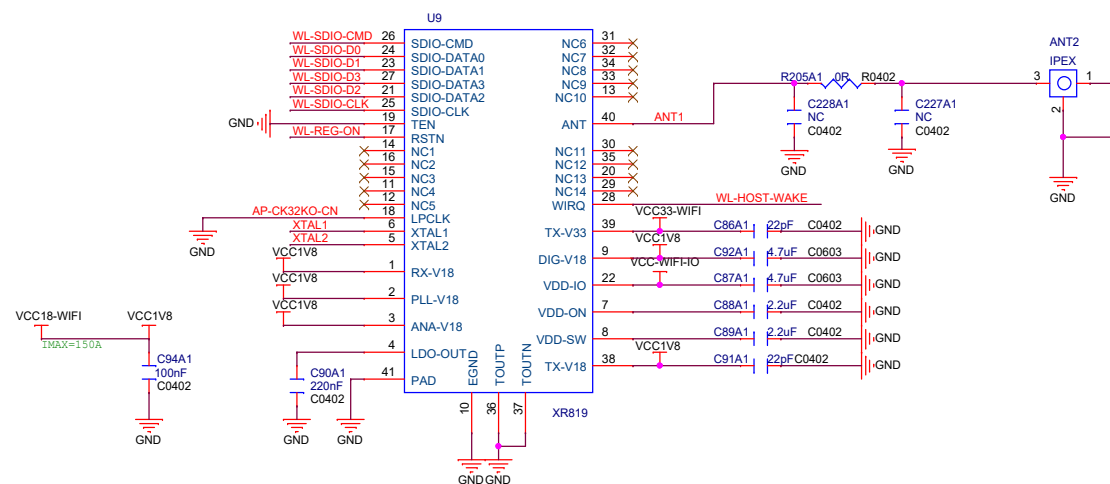 U9
WL-SDIO-CMD 26 SDIO-CMD
WL-SDIO-D0 24 SDIO-DATA0
WL-SDIO-D1 23 SDIO-DATA1
WL-SDIO-D3 27 SDIO-DATA3
WL-SDIO-D2 21 SDIO-DATA2
WL-SDIO-CLK 25 SDIO-CLK
GND 19 TEN
WL-REG-ON 17 RSTN
14 NC1
16 NC2
15 NC3
11 NC4
12 NC5
AP-CK32KO-CN 18 LPCLK
GND
XTAL1 6 XTAL1
XTAL2 5 XTAL2
VCC1V8
1 RX-V18
VCC1V8
2 PLL-V18
VCC1V8
3 ANA-V18
4 LDO-OUT
41 PAD
VCC18-WIFI VCC1V8
IMAX=150A
C94A1
100nF
C0402
GND
C90A1
220nF
C0402
GND
GND
EGND
TOUTP
TOUTN
10
36
37
GND
GND
XR819
NC6 31
NC7 32
NC8 34
NC9 33
NC10 13
ANT 40 ANT1
NC11 30
NC12 35
NC13 20
NC14 29
WIRQ 28 WL-HOST-WAKE
VCC33-WIFI
TX-V33 39 C86A1 22pF C0402 GND
VCC1V8
DIG-V18 9 C92A1 4.7uF C0603 GND
VCC-WIFI-IO
VDD-IO 22 C87A1 4.7uF C0603 GND
VDD-ON 7 C88A1 2.2uF C0402 GND
VDD-SW 8 C89A1 2.2uF C0402 GND
VCC1V8
TX-V18 38 C91A1 22pF C0402 GND
R205A1 0R R0402
C228A1
NC
C0402
GND
C227A1
NC
C0402
GND
ANT2
IPEX
3 1
2
GND